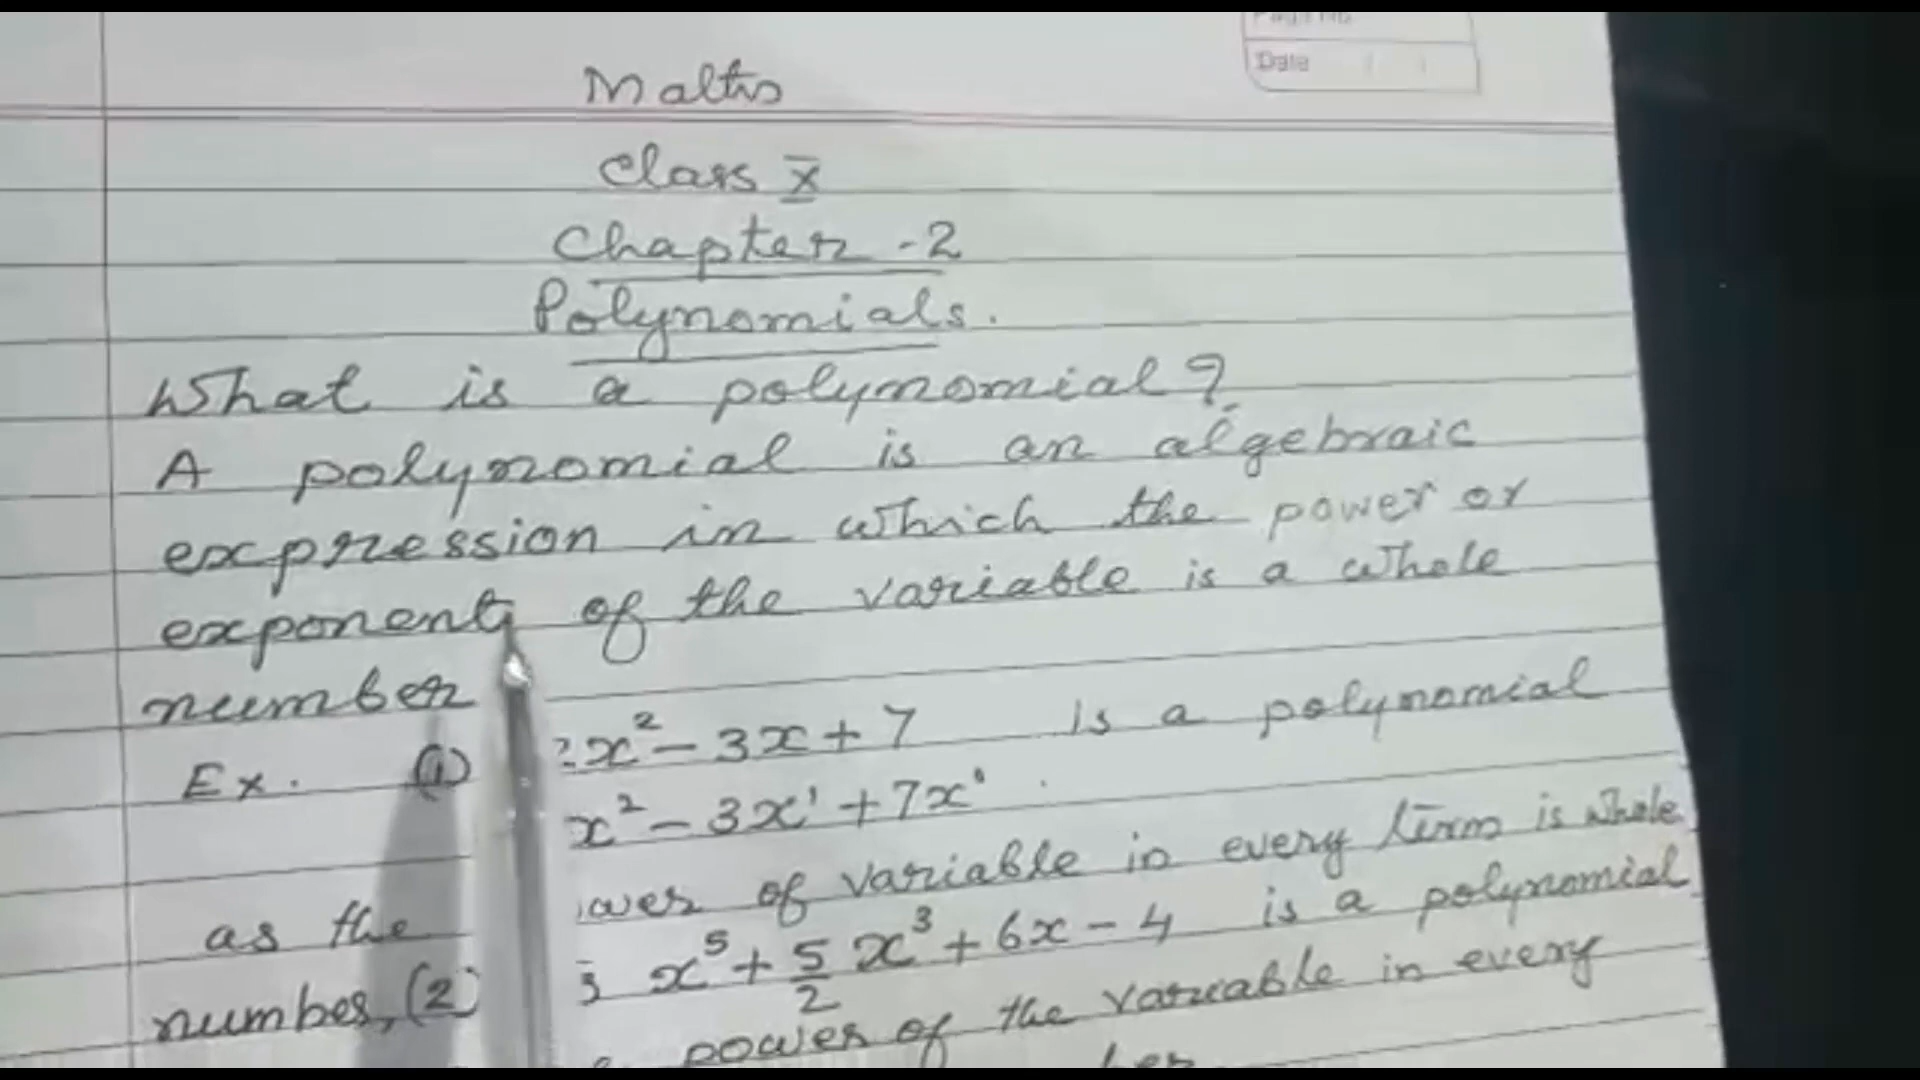 Page No.
Date
Maths
Class X
Chapter - 2
Polynomials.
What is a polynomial?
A polynomial is an algebraic
expression in which the power or
exponent of the variable is a whole
number
Ex. (1) 2x² - 3x + 7 is a polynomial
x² - 3x¹ + 7x⁰.
as the of variable in every term is whole
number, (2) x⁵ + 5/2 x³ + 6x - 4 is a polynomial
power of the variable in every